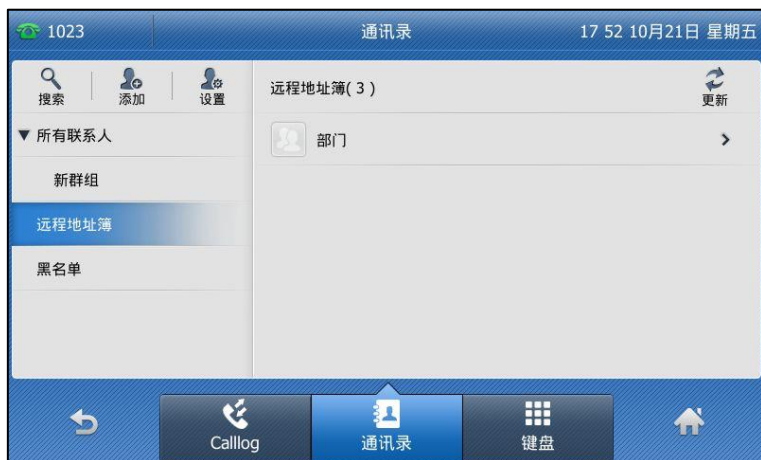 1023 通讯录 17 52 10月21日 星期五
搜索 添加 设置
远程地址簿(3) 更新
所有联系人
部门
新群组
远程地址簿
黑名单
Calllog 通讯录 键盘